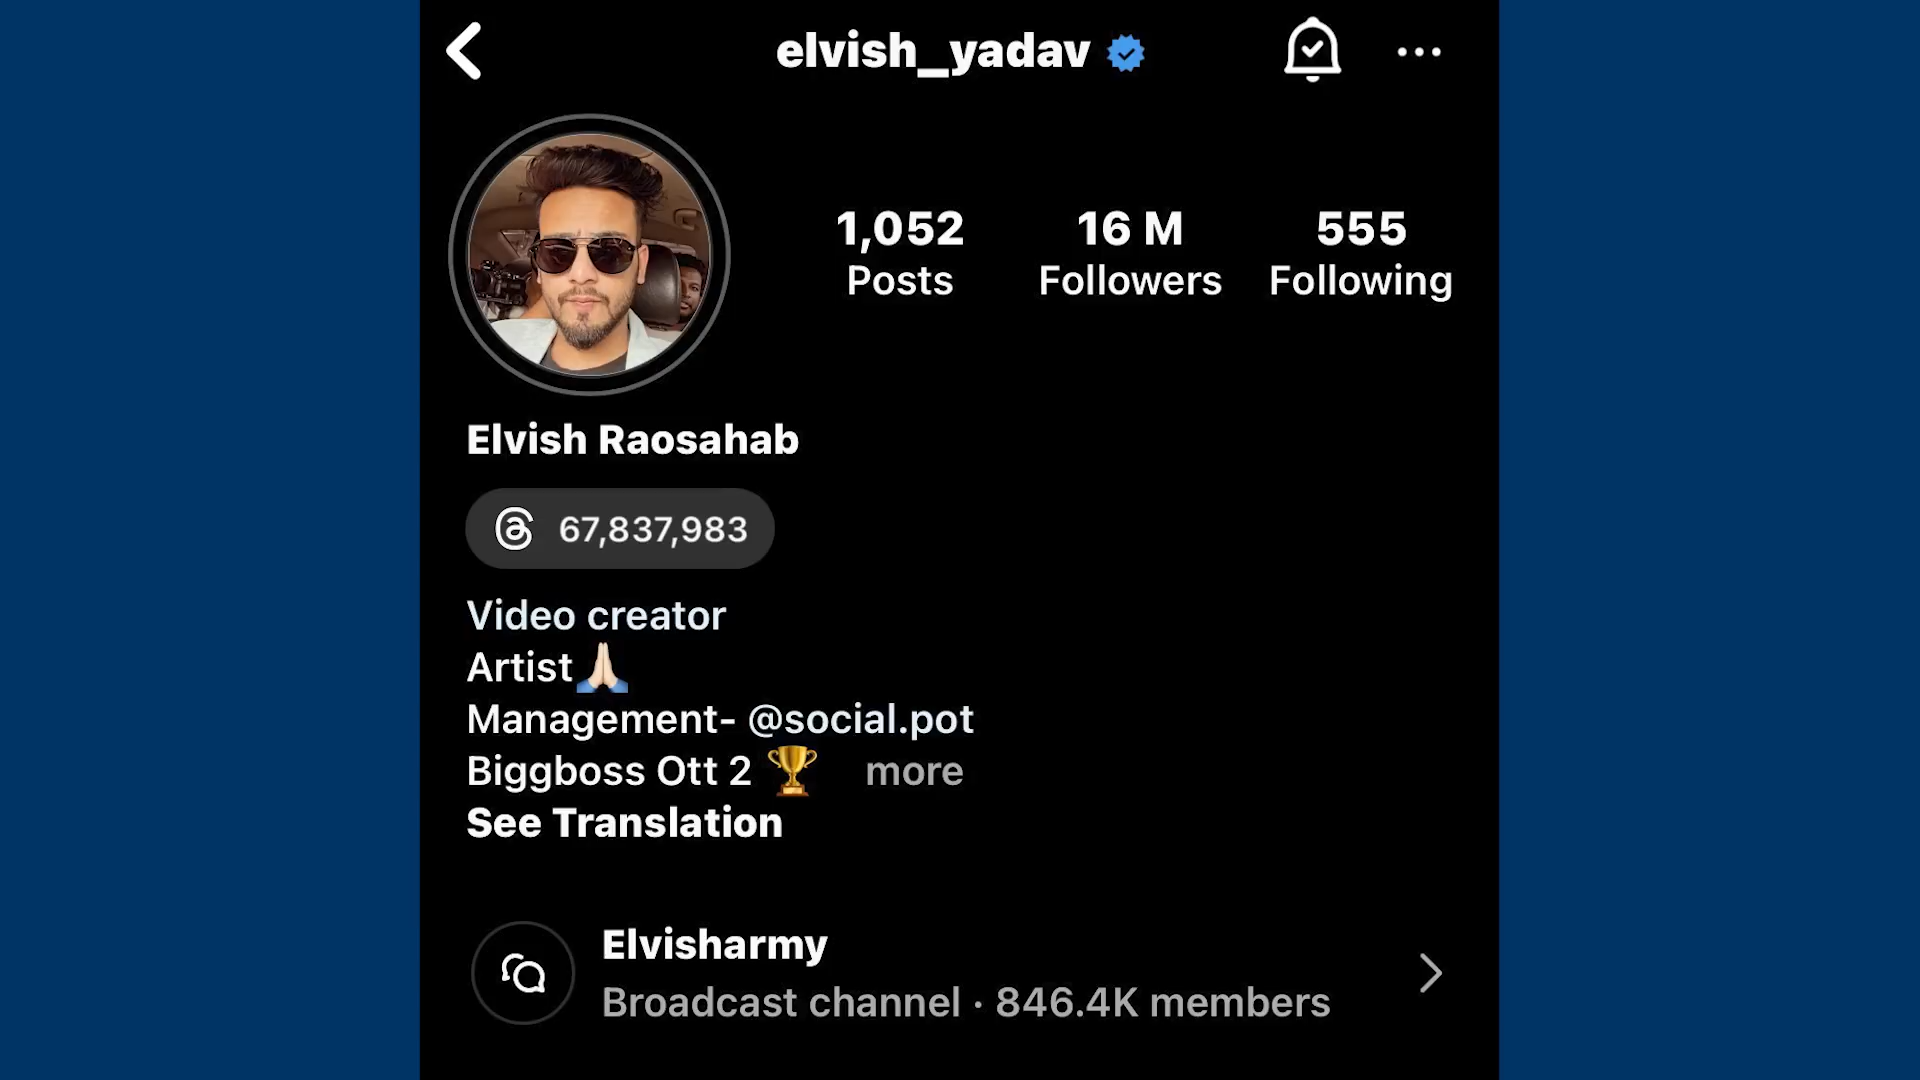 elvish_yadav
1,052 16 M 555
Posts Followers Following
Elvish Raosahab
67,837,983
Video creator
Artist🙏🏻
Management- @social.pot
Biggboss Ott 2 🏆 more
See Translation
Elvisharmy
Broadcast channel · 846.4K members